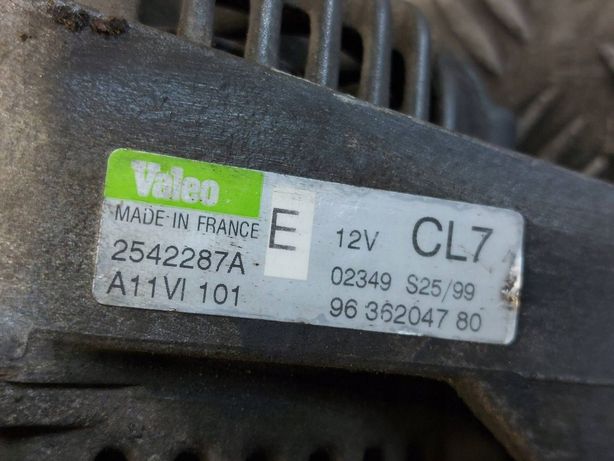 Valeo
MADE IN FRANCE
E
12V
CL7
2542287A
02349 S25/99
A11VI 101
96 362047 80